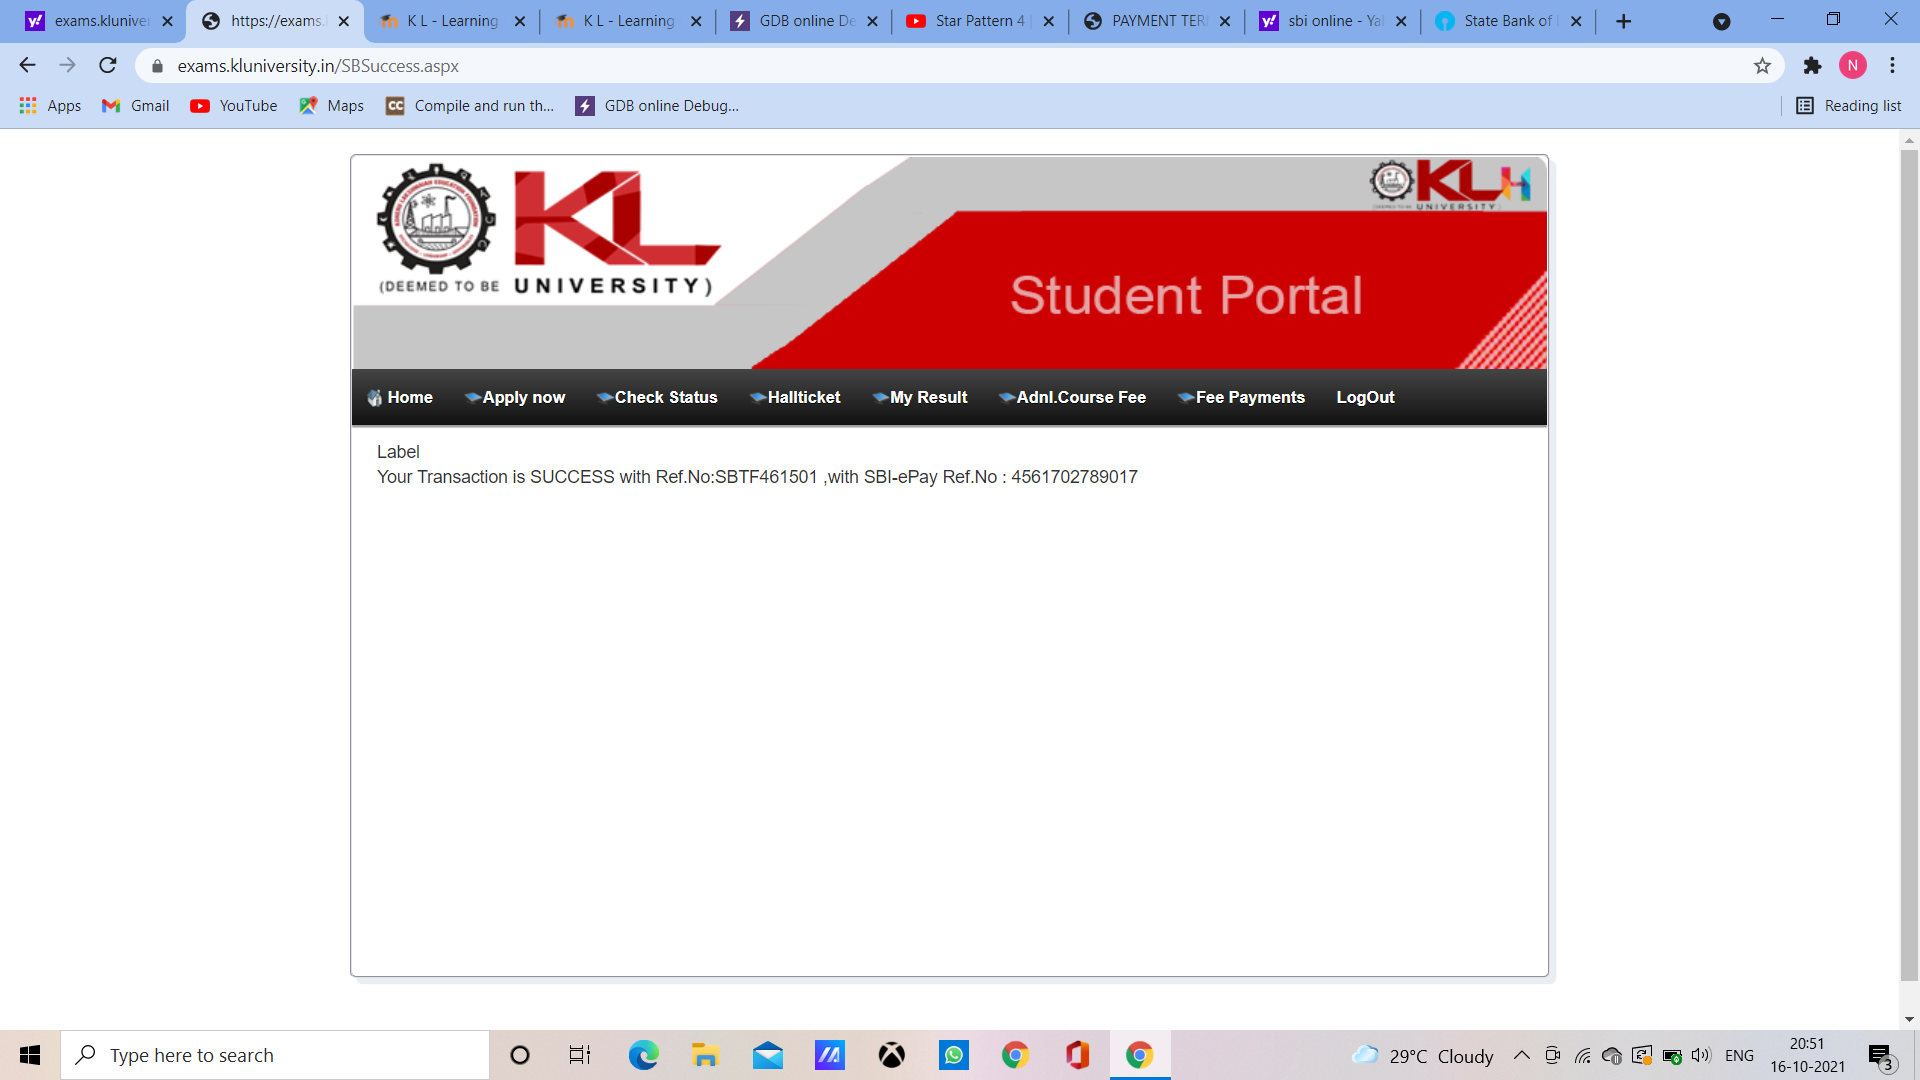 exams.kluniver
https://exams.
K L - Learning
K L - Learning
GDB online De
Star Pattern 4
PAYMENT TER
sbi online - Ya
State Bank of
exams.kluniversity.in/SBSuccess.aspx
N
Apps
Gmail
YouTube
Maps
CC
Compile and run th...
GDB online Debug...
Reading list
KL
(DEEMED TO BE UNIVERSITY)
KLH
UNIVERSITY)
Student Portal
Home
Apply now
Check Status
Hallticket
My Result
Adnl.Course Fee
Fee Payments
LogOut
Label
Your Transaction is SUCCESS with Ref.No:SBTF461501 ,with SBI-ePay Ref.No : 4561702789017
Type here to search
29°C Cloudy
ENG
20:51
16-10-2021
3